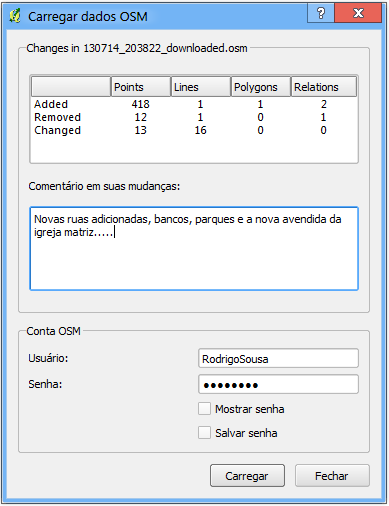 Carregar dados OSM
?
x
Changes in 130714_203822_downloaded.osm
Points Lines Polygons Relations
Added 418 1 1 2
Removed 12 1 0 1
Changed 13 16 0 0
Comentário em suas mudanças:
Novas ruas adicionadas, bancos, parques e a nova avendida da
igreja matriz.....
Conta OSM
Usuário: RodrigoSousa
Senha: ●●●●●●●●
Mostrar senha
Salvar senha
Carregar Fechar